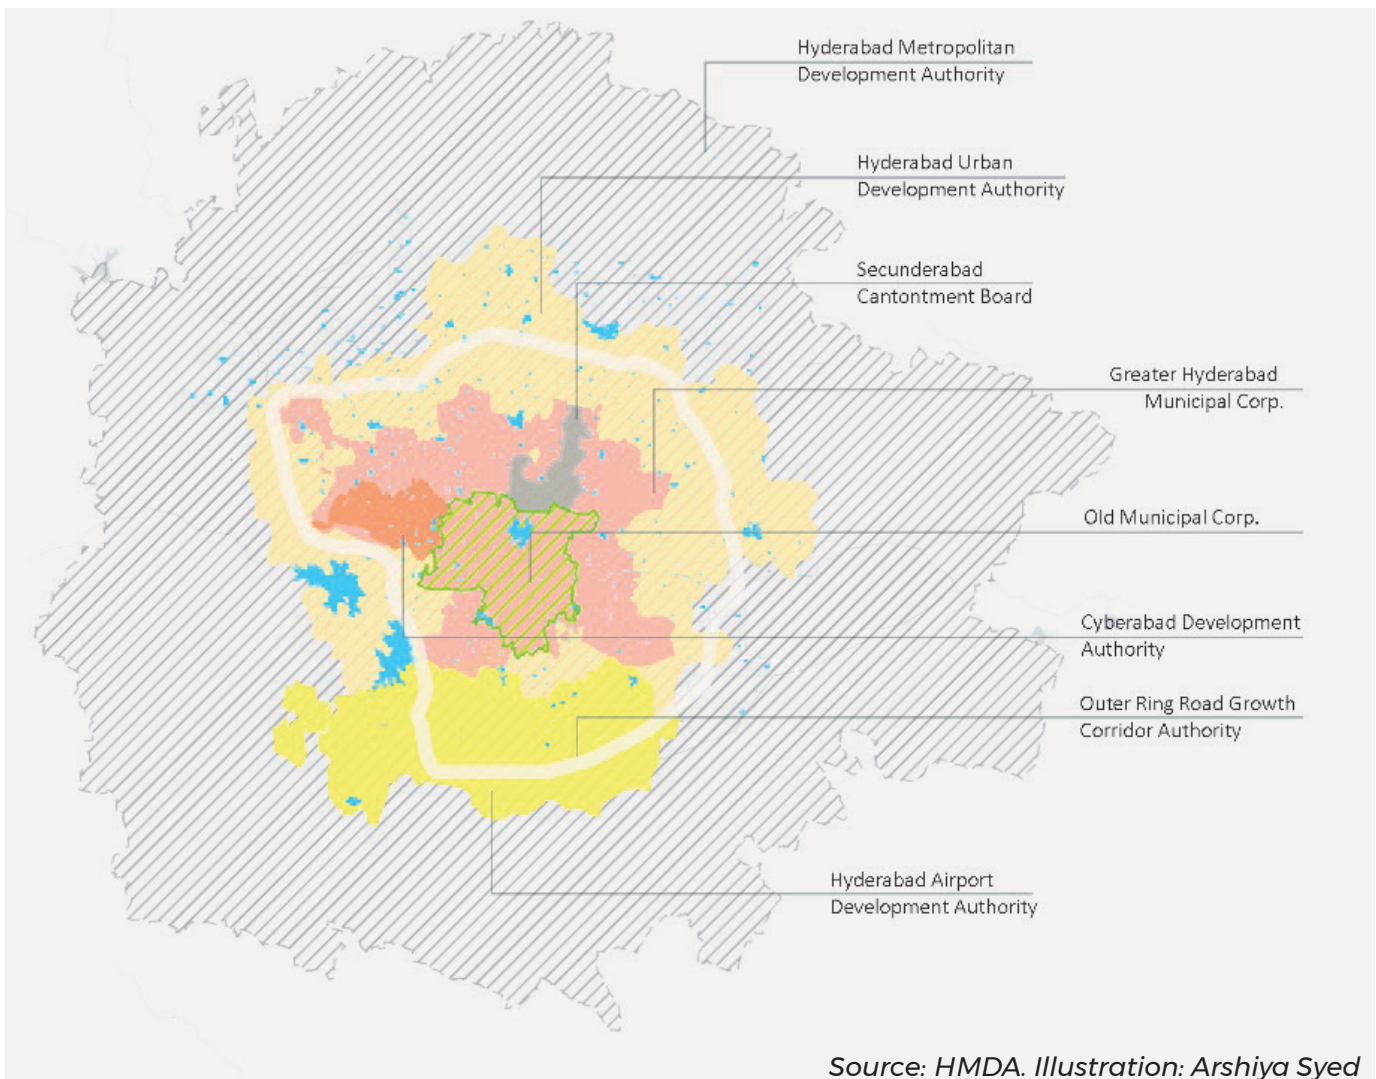 Hyderabad Metropolitan
Development Authority
Hyderabad Urban
Development Authority
Secunderabad
Cantontment Board
Greater Hyderabad
Municipal Corp.
Old Municipal Corp.
Cyberabad Development
Authority
Outer Ring Road Growth
Corridor Authority
Hyderabad Airport
Development Authority
Source: HMDA. Illustration: Arshiya Syed